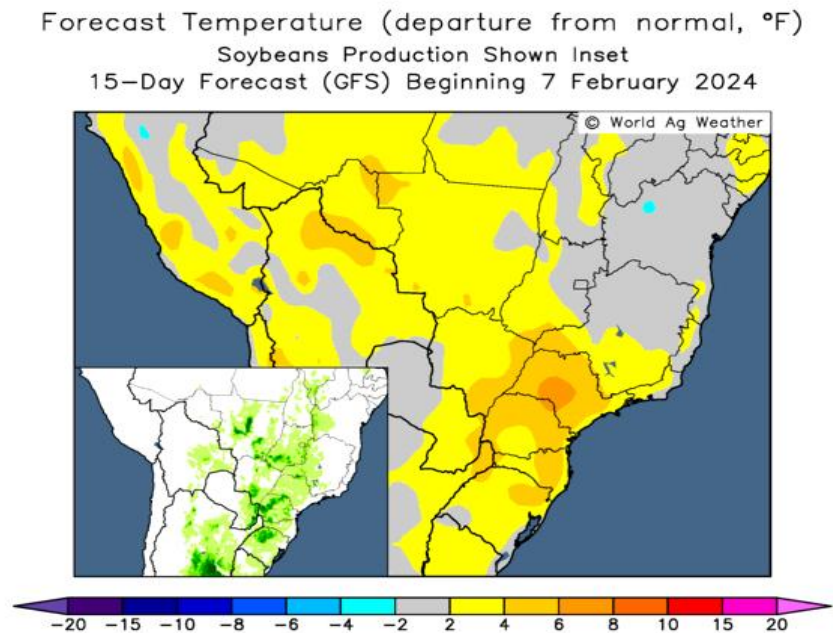 Forecast Temperature (departure from normal, °F)
Soybeans Production Shown Inset
15-Day Forecast (GFS) Beginning 7 February 2024
© World Ag Weather
-20 -15 -10 -8 -6 -4 -2 2 4 6 8 10 15 20